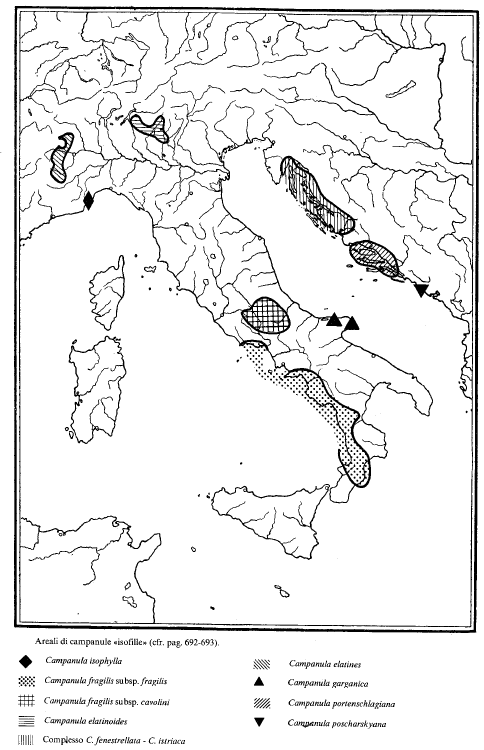 Areali di campanule «isofille» (cfr. pag. 692-693).
Campanula isophylla
Campanula fragilis subsp. fragilis
Campanula fragilis subsp. cavolini
Campanula elatinoides
Complesso C. fenestrellata - C. istriaca
Campanula elatines
Campanula garganica
Campanula portenschlagiana
Campanula poscharskyana